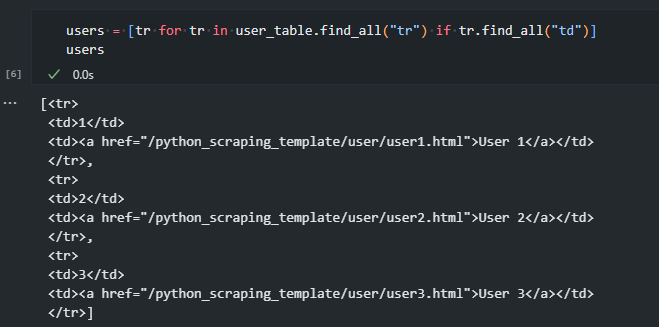 users = [tr for tr in user_table.find_all("tr") if tr.find_all("td")]
users
[6]
0.0s
...
[<tr>
<td>1</td>
<td><a href="/python_scraping_template/user/user1.html">User 1</a></td>
</tr>,
<tr>
<td>2</td>
<td><a href="/python_scraping_template/user/user2.html">User 2</a></td>
</tr>,
<tr>
<td>3</td>
<td><a href="/python_scraping_template/user/user3.html">User 3</a></td>
</tr>]